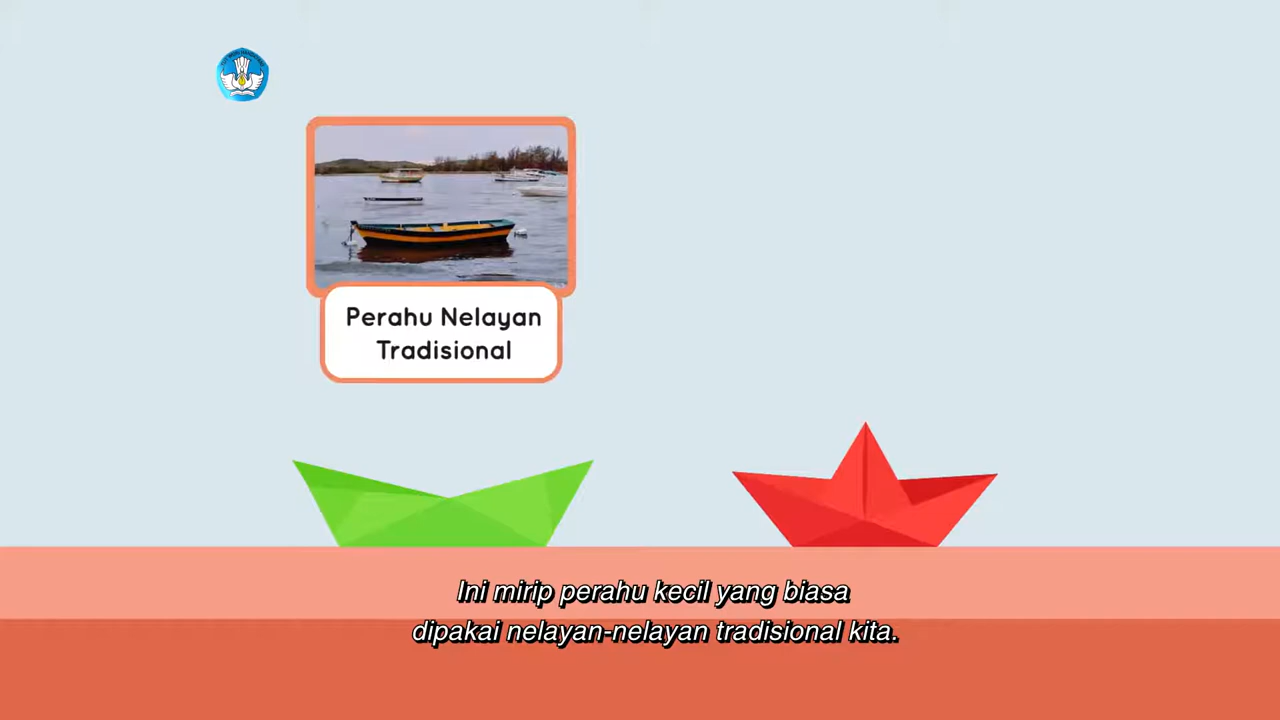 Perahu Nelayan
Tradisional
Ini mirip perahu kecil yang biasa
dipakai nelayan-nelayan tradisional kita.